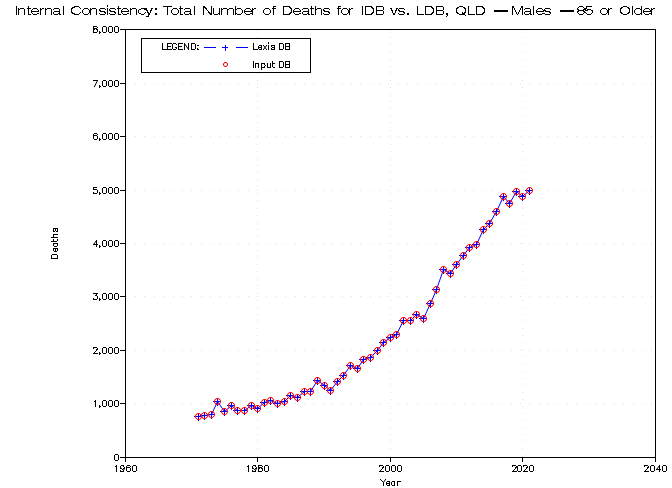 Internal Consistency: Total Number of Deaths for IDB vs. LDB, QLD — Males — 85 or Older
LEGEND: Lexis DB
Input DB
8,000
7,000
6,000
5,000
4,000
3,000
2,000
1,000
0
Deaths
1960 1980 2000 2020 2040
Year